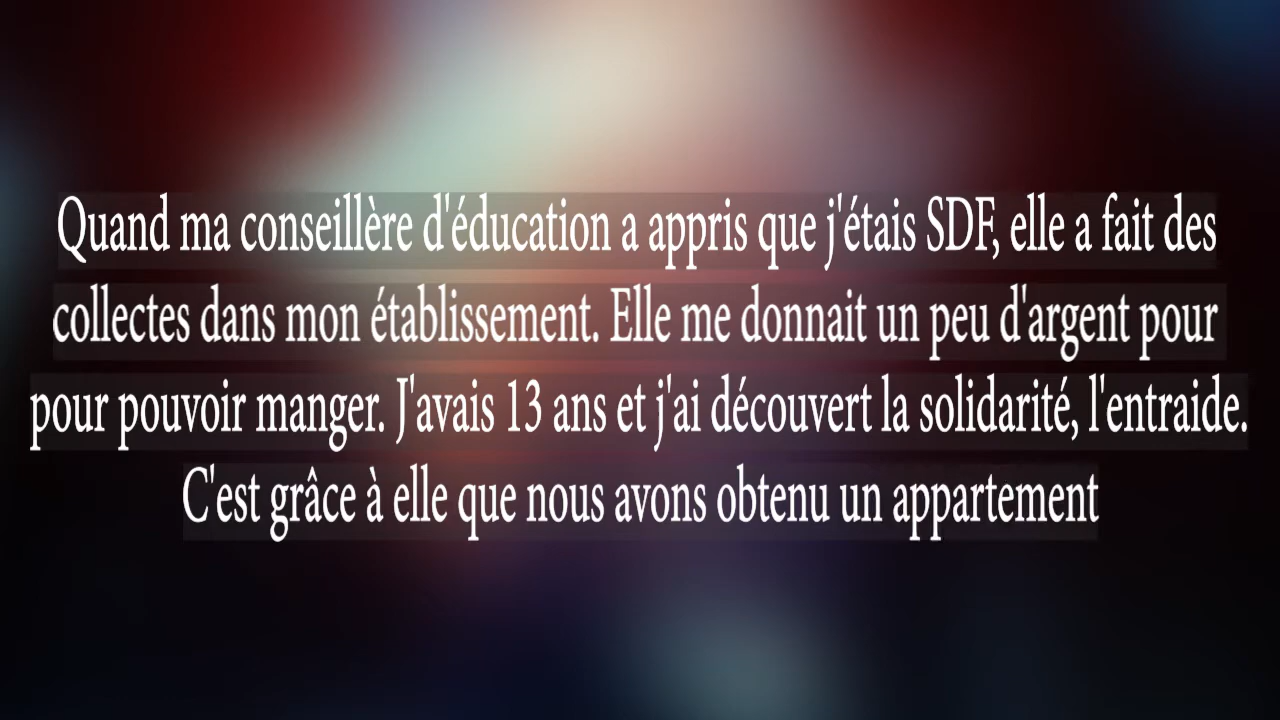 Quand ma conseillère d'éducation a appris que j'étais SDF, elle a fait des
collectes dans mon établissement. Elle me donnait un peu d'argent pour
pour pouvoir manger. J'avais 13 ans et j'ai découvert la solidarité, l'entraide.
C'est grâce à elle que nous avons obtenu un appartement